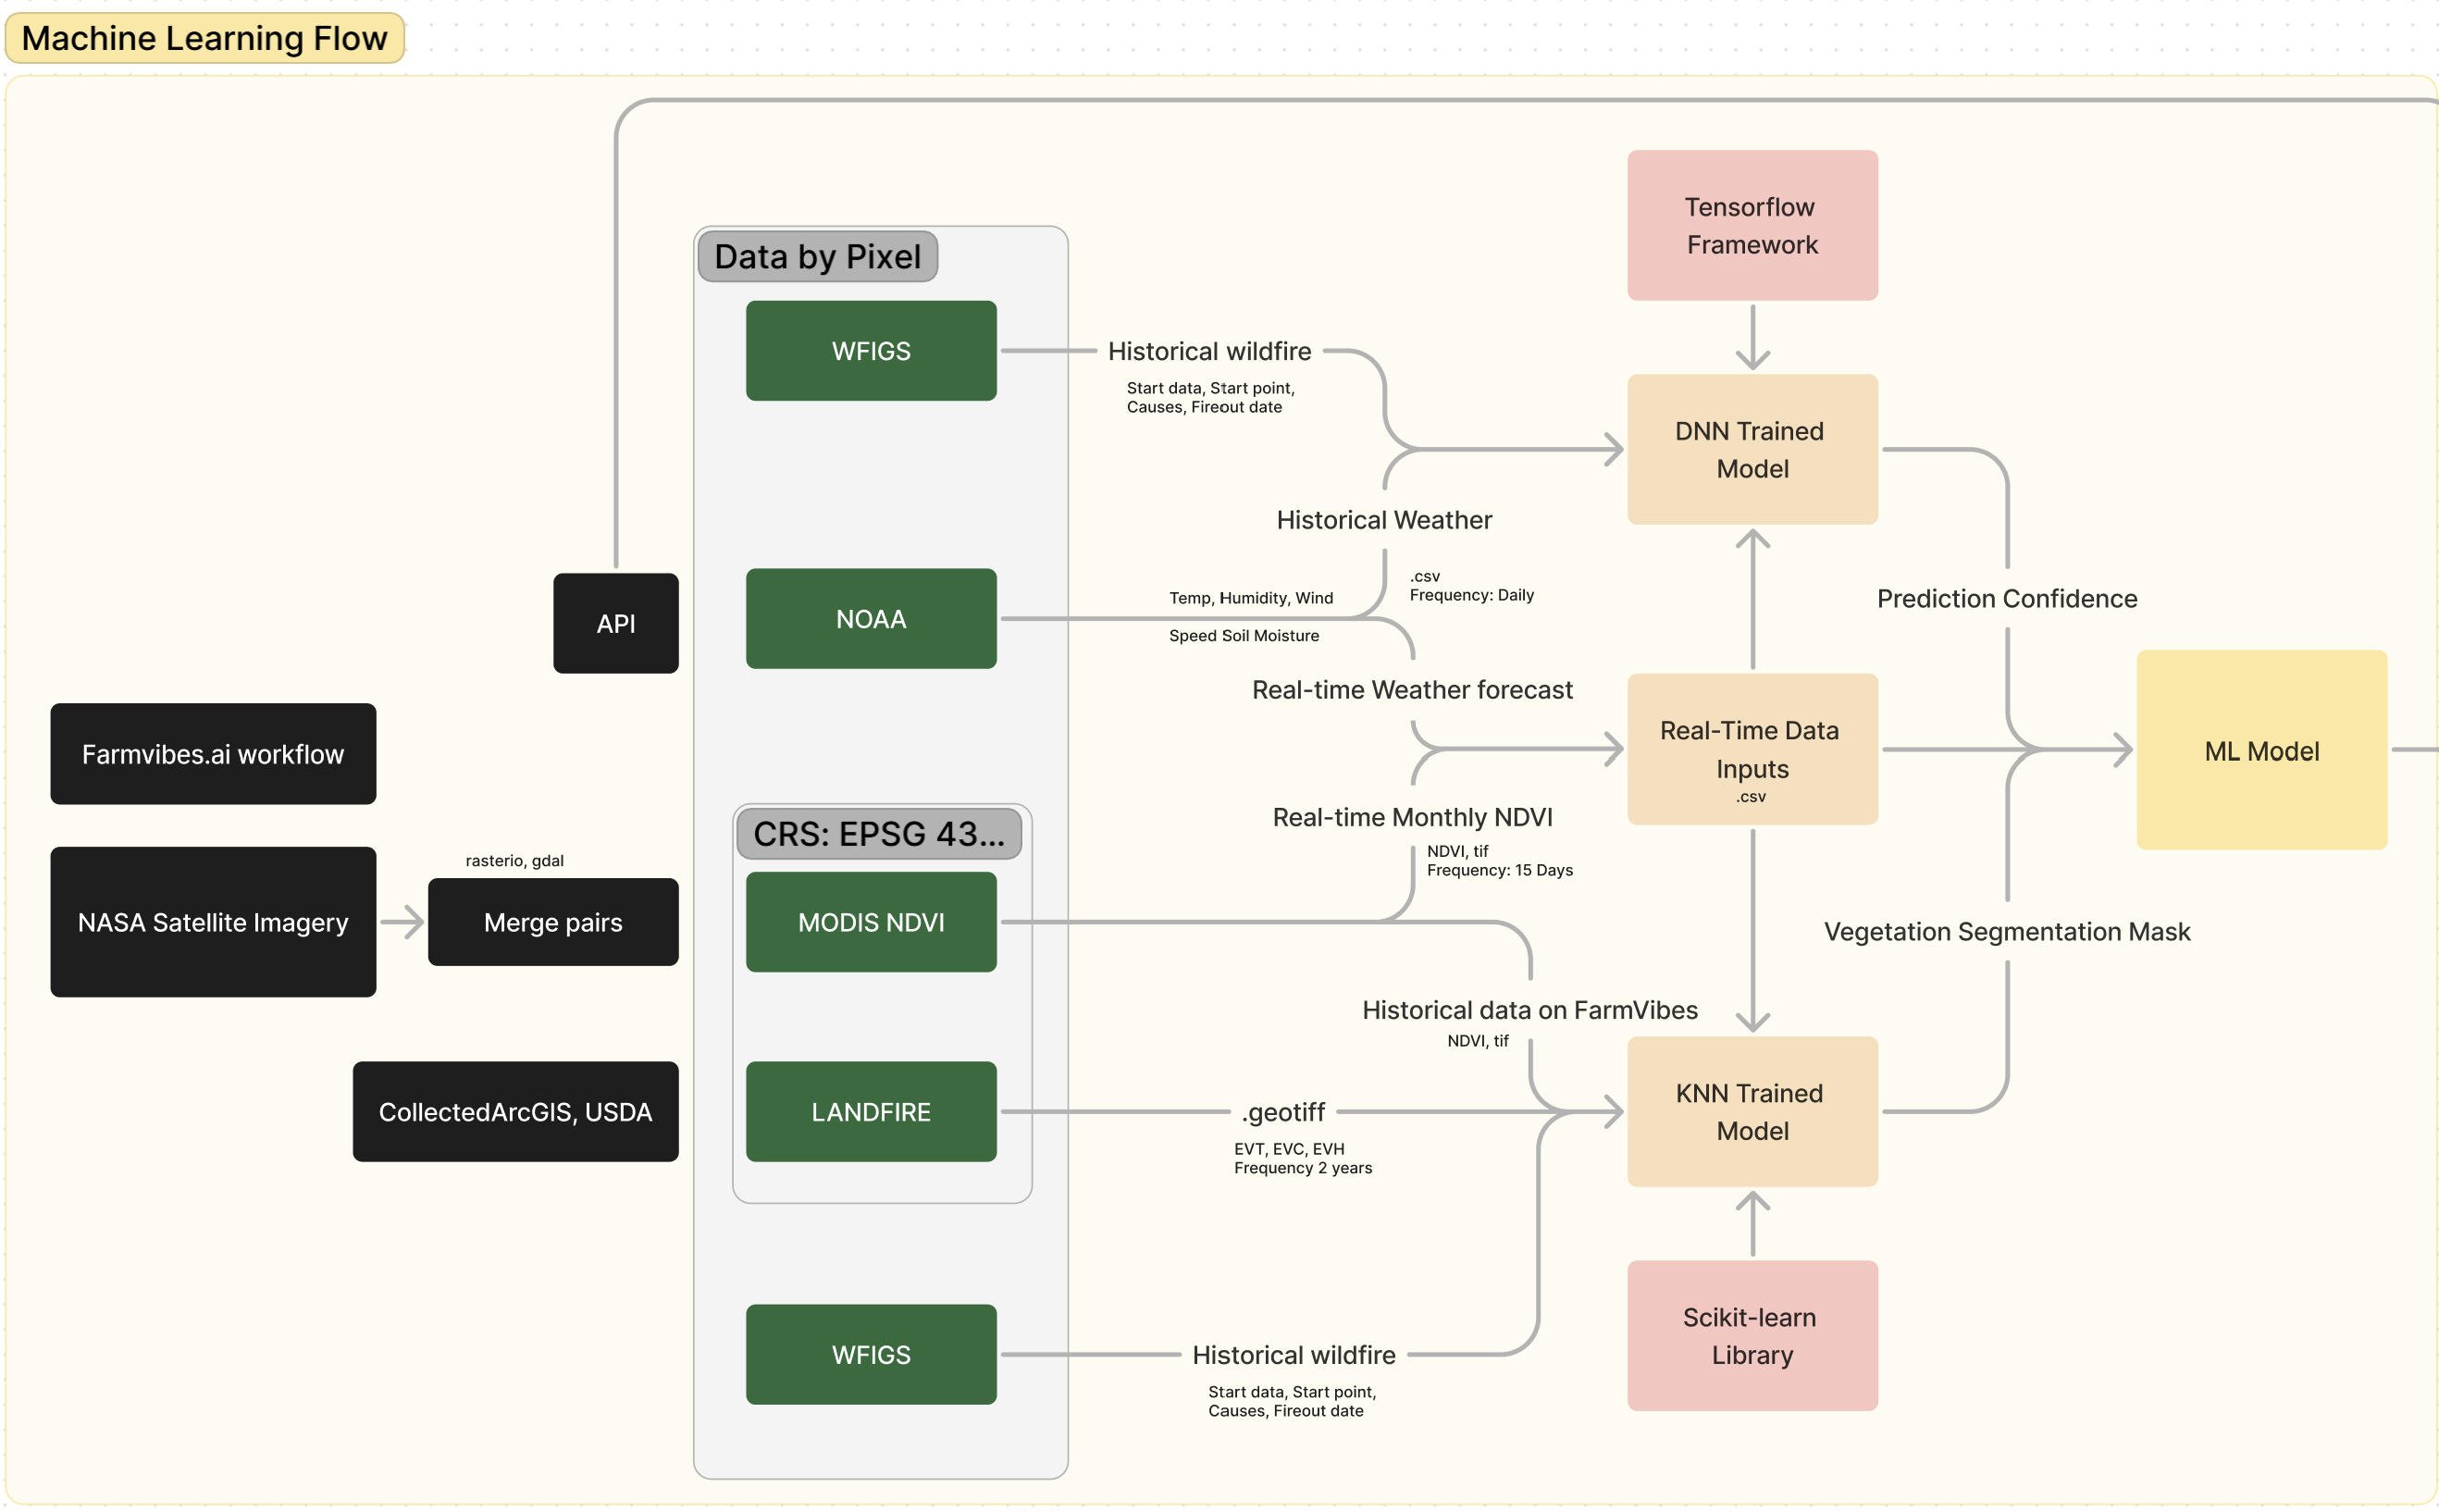 Machine Learning Flow
Data by Pixel
WFIGS
Historical wildfire
Start data, Start point,
Causes, Fireout date
Tensorflow
Framework
DNN Trained
Model
Historical Weather
.csv
Frequency: Daily
API
NOAA
Temp, Humidity, Wind
Speed Soil Moisture
Real-time Weather forecast
Prediction Confidence
Real-Time Data
Inputs
.csv
ML Model
Farmvibes.ai workflow
NASA Satellite Imagery
rasterio, gdal
Merge pairs
CRS: EPSG 43...
MODIS NDVI
Real-time Monthly NDVI
NDVI, tif
Frequency: 15 Days
Vegetation Segmentation Mask
Historical data on FarmVibes
NDVI, tif
CollectedArcGIS, USDA
LANDFIRE
.geotiff
EVT, EVC, EVH
Frequency 2 years
KNN Trained
Model
Scikit-learn
Library
WFIGS
Historical wildfire
Start data, Start point,
Causes, Fireout date